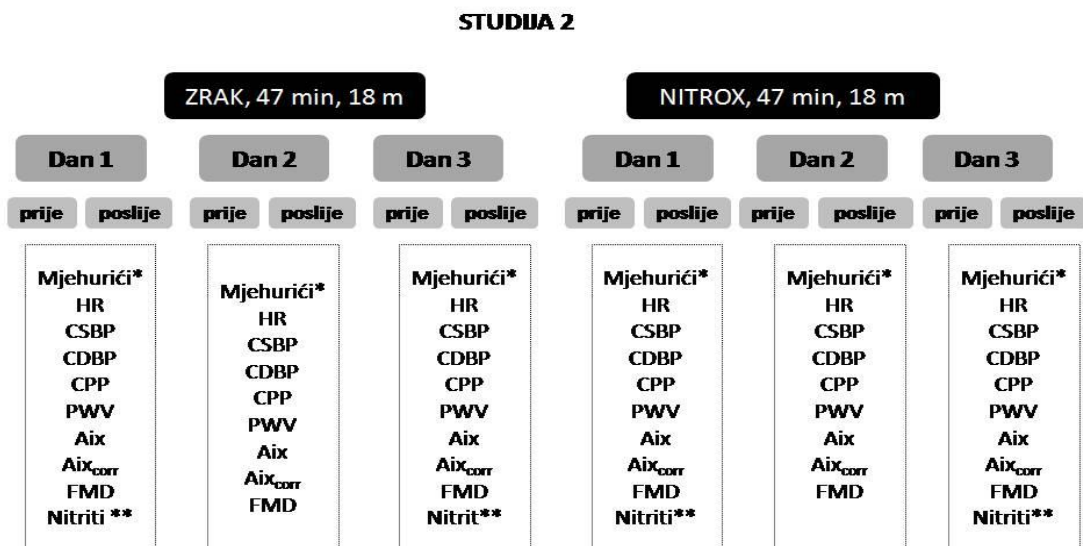 STUDIJA 2
ZRAK, 47 min, 18 m
Dan 1
Dan 2
Dan 3
prije poslije
prije poslije
prije poslije
Mjehurići*
HR
CSBP
CDBP
CPP
PWV
Aix
Aixcorr
FMD
Nitriti **
Mjehurići*
HR
CSBP
CDBP
CPP
PWV
Aix
Aixcorr
FMD
Mjehurići*
HR
CSBP
CDBP
CPP
PWV
Aix
Aixcorr
FMD
Nitrit**
NITROX, 47 min, 18 m
Dan 1
Dan 2
Dan 3
prije poslije
prije poslije
prije poslije
Mjehurići*
HR
CSBP
CDBP
CPP
PWV
Aix
Aixcorr
FMD
Nitriti**
Mjehurići*
HR
CSBP
CDBP
CPP
PWV
Aix
Aixcorr
FMD
Mjehurići*
HR
CSBP
CDBP
CPP
PWV
Aix
Aixcorr
FMD
Nitriti**